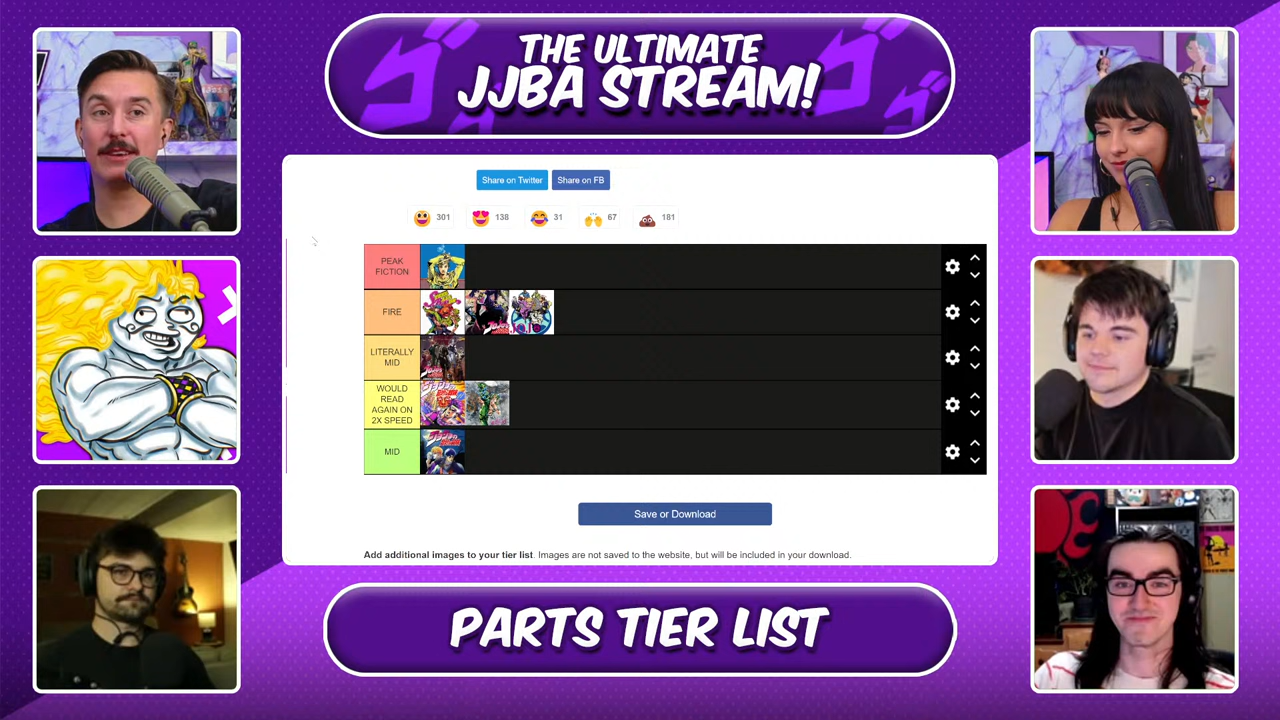 THE ULTIMATE
JJBA STREAM!
ゴ
ゴ
Share on Twitter
Share on FB
301
138
31
67
181
PEAK
FICTION
FIRE
LITERALLY
MID
WOULD
READ
AGAIN ON
2X SPEED
MID
Save or Download
Add additional images to your tier list. Images are not saved to the website, but will be included in your download.
PARTS TIER LIST